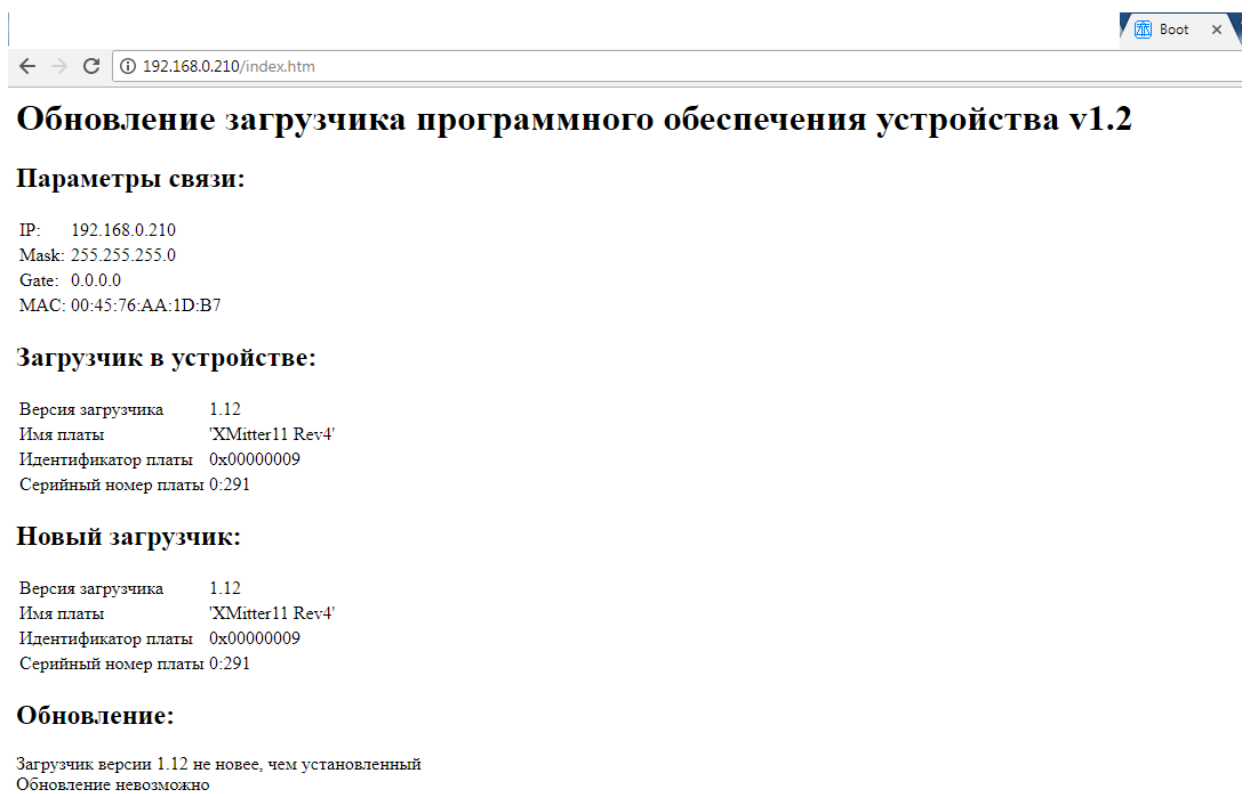 Boot
192.168.0.210/index.htm
Обновление загрузчика программного обеспечения устройства v1.2
Параметры связи:
IP: 192.168.0.210
Mask: 255.255.255.0
Gate: 0.0.0.0
MAC: 00:45:76:AA:1D:B7
Загрузчик в устройстве:
Версия загрузчика 1.12
Имя платы 'XMitter11 Rev4'
Идентификатор платы 0x00000009
Серийный номер платы 0:291
Новый загрузчик:
Версия загрузчика 1.12
Имя платы 'XMitter11 Rev4'
Идентификатор платы 0x00000009
Серийный номер платы 0:291
Обновление:
Загрузчик версии 1.12 не новее, чем установленный
Обновление невозможно